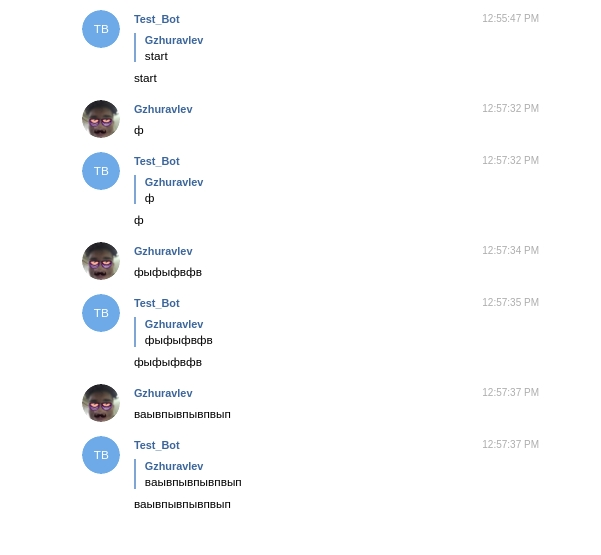 TB
Test_Bot
12:55:47 PM
Gzhuravlev
start
start
Gzhuravlev
12:57:32 PM
ф
TB
Test_Bot
12:57:32 PM
Gzhuravlev
ф
ф
Gzhuravlev
12:57:34 PM
фыфыфвфв
TB
Test_Bot
12:57:35 PM
Gzhuravlev
фыфыфвфв
фыфыфвфв
Gzhuravlev
12:57:37 PM
ваывпывпывпвып
TB
Test_Bot
12:57:37 PM
Gzhuravlev
ваывпывпывпвып
ваывпывпывпвып